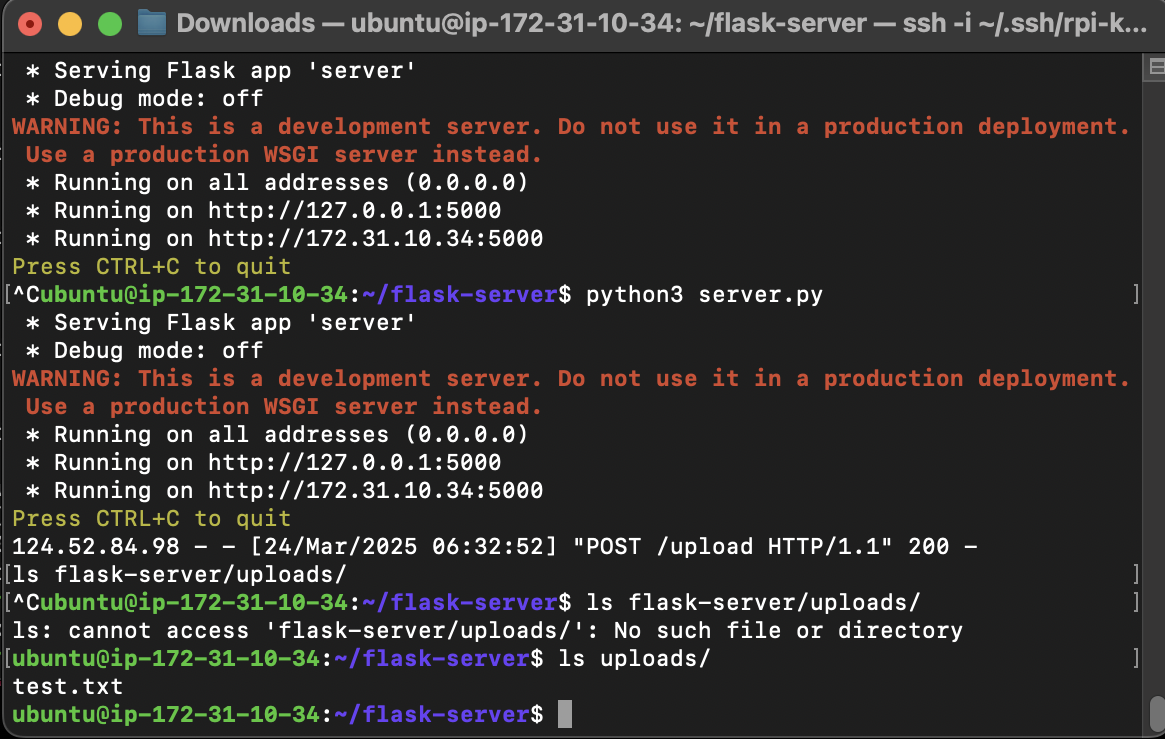 Downloads — ubuntu@ip-172-31-10-34: ~/flask-server — ssh -i ~/.ssh/rpi-k...
 * Serving Flask app 'server'
 * Debug mode: off
WARNING: This is a development server. Do not use it in a production deployment.
 Use a production WSGI server instead.
 * Running on all addresses (0.0.0.0)
 * Running on http://127.0.0.1:5000
 * Running on http://172.31.10.34:5000
Press CTRL+C to quit
[^Cubuntu@ip-172-31-10-34:~/flask-server$ python3 server.py ]
 * Serving Flask app 'server'
 * Debug mode: off
WARNING: This is a development server. Do not use it in a production deployment.
 Use a production WSGI server instead.
 * Running on all addresses (0.0.0.0)
 * Running on http://127.0.0.1:5000
 * Running on http://172.31.10.34:5000
Press CTRL+C to quit
124.52.84.98 - - [24/Mar/2025 06:32:52] "POST /upload HTTP/1.1" 200 -
[ls flask-server/uploads/ ]
[^Cubuntu@ip-172-31-10-34:~/flask-server$ ls flask-server/uploads/ ]
ls: cannot access 'flask-server/uploads/': No such file or directory
[ubuntu@ip-172-31-10-34:~/flask-server$ ls uploads/ ]
test.txt
ubuntu@ip-172-31-10-34:~/flask-server$